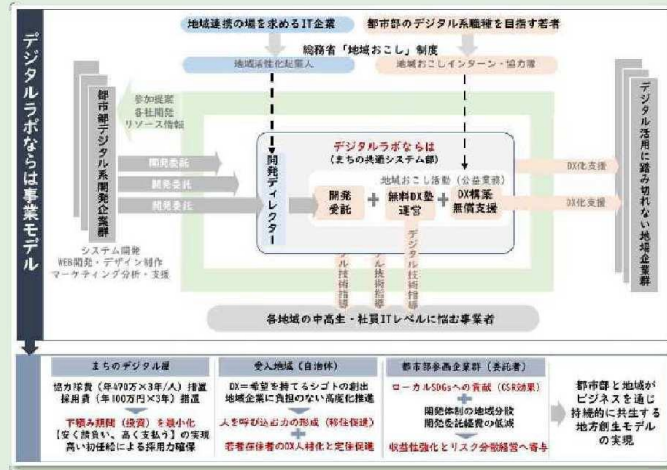 デジタルラボならは事業モデル
地域連携の場を求めるIT企業
都市部のデジタル系職種を目指す若者
総務省「地域おこし」制度
地域活性化起業人
地域おこしインターン・協力隊
都市部デジタル系開発企業群
参加提案
各社開発
リソース情報
開発委託
開発委託
開発委託
システム開発
WEB開発・デザイン制作
マーケティング分析・支援
開発ディレクター
デジタルラボならは
(まちの共通システム部)
地域おこし活動(公益業務)
開発
受託
+
無料DX塾
運営
+
DX構築
無償支援
DX化支援
DX化支援
デジタル活用に踏み切れない地場企業群
デジタル技術指導
ル技術指導
ル技術指導
各地域の中高生・社員ITレベルに悩む事業者
まちのデジタル屋
協力隊費(年470万×3年/人)措置
採用費(年100万円×3年)措置
下積み期間(投資)を最小化
【安く請負い、高く支払う】の実現
高い初任給による採用力確保
受入地域(自治体)
DX=希望を持てるシゴトの創出
地域企業に負担のない高度化推進
人を呼び込む力の形成(移住促進)
+
若者在住者のDX人材化と定住促進
都市部参画企業群(委託者)
ローカルSDGsへの貢献(CSR効果)
+
開発体制の地域分散
開発委託経費の低減
収益性強化とリスク分散経営へ寄与
都市部と地域が
ビジネスを通じ
持続的に共生する
地方創生モデル
の実現